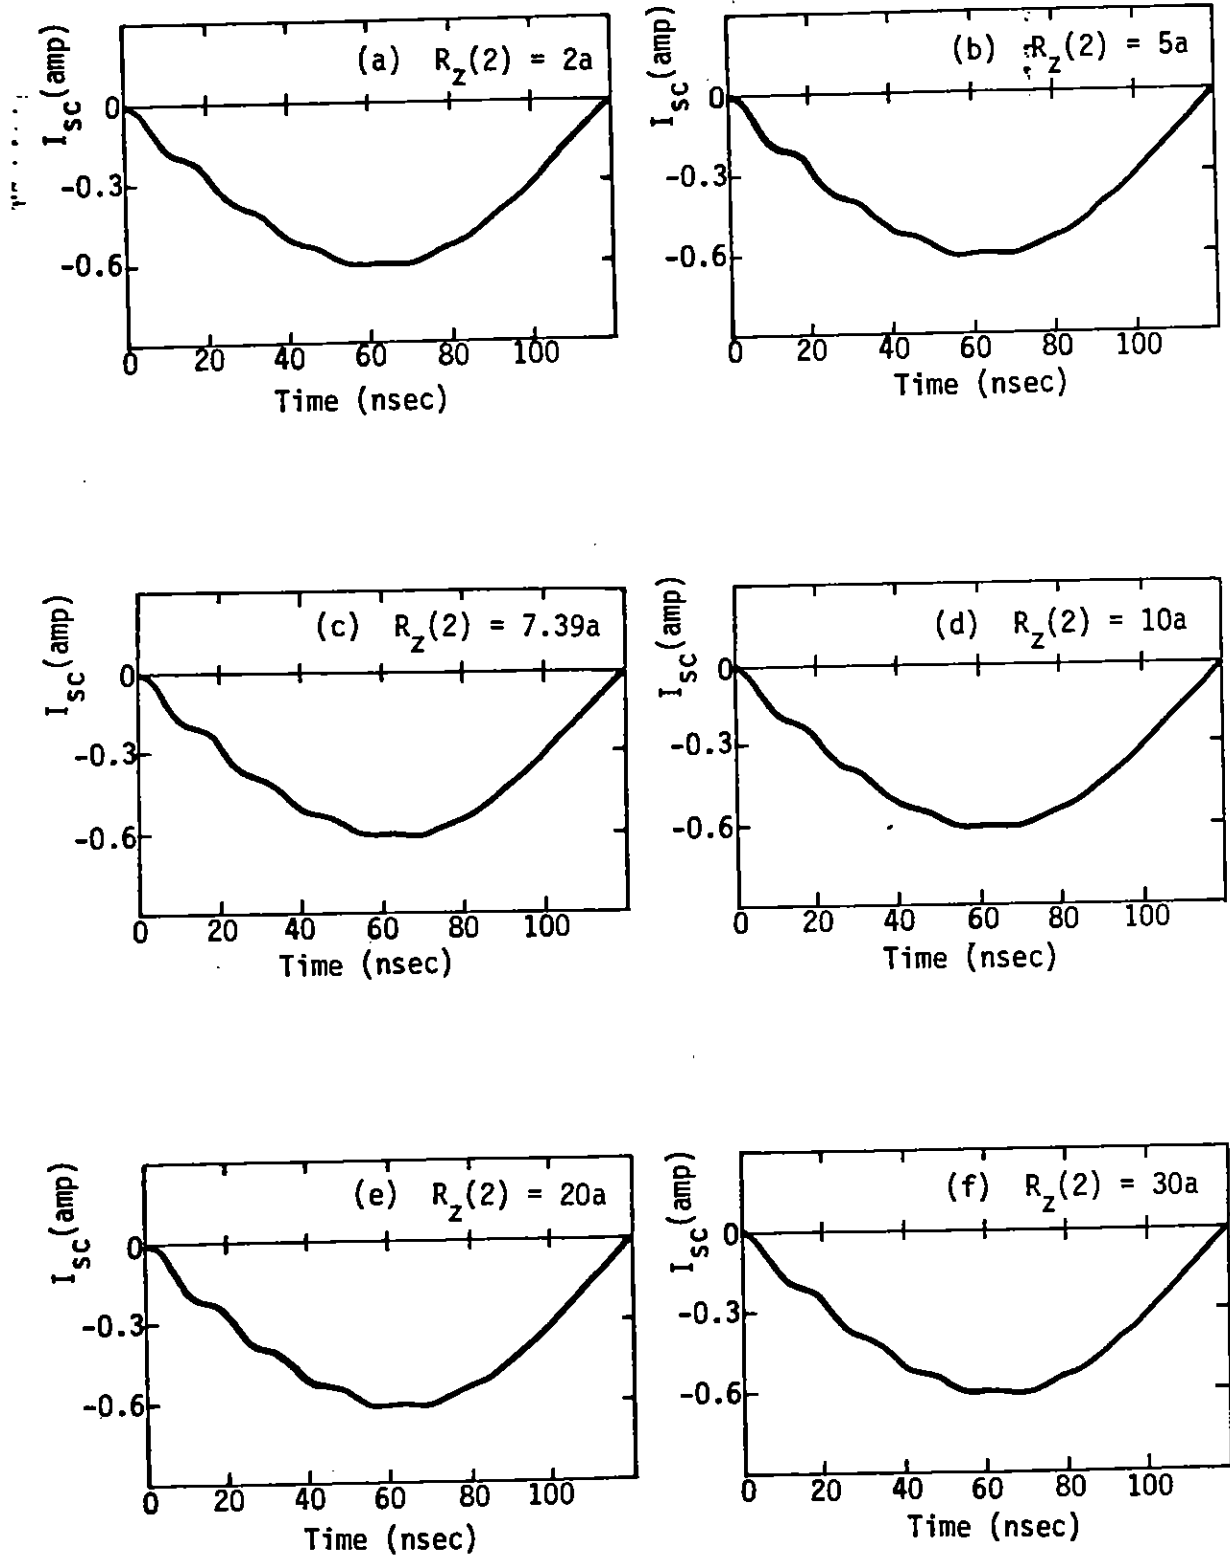 (a) R_z(2) = 2a
I_sc(amp)
0
-0.3
-0.6
0 20 40 60 80 100
Time (nsec)
(b) R_z(2) = 5a
I_sc(amp)
0
-0.3
-0.6
0 20 40 60 80 100
Time (nsec)
(c) R_z(2) = 7.39a
I_sc(amp)
0
-0.3
-0.6
0 20 40 60 80 100
Time (nsec)
(d) R_z(2) = 10a
I_sc(amp)
0
-0.3
-0.6
0 20 40 60 80 100
Time (nsec)
(e) R_z(2) = 20a
I_sc(amp)
0
-0.3
-0.6
0 20 40 60 80 100
Time (nsec)
(f) R_z(2) = 30a
I_sc(amp)
0
-0.3
-0.6
0 20 40 60 80 100
Time (nsec)